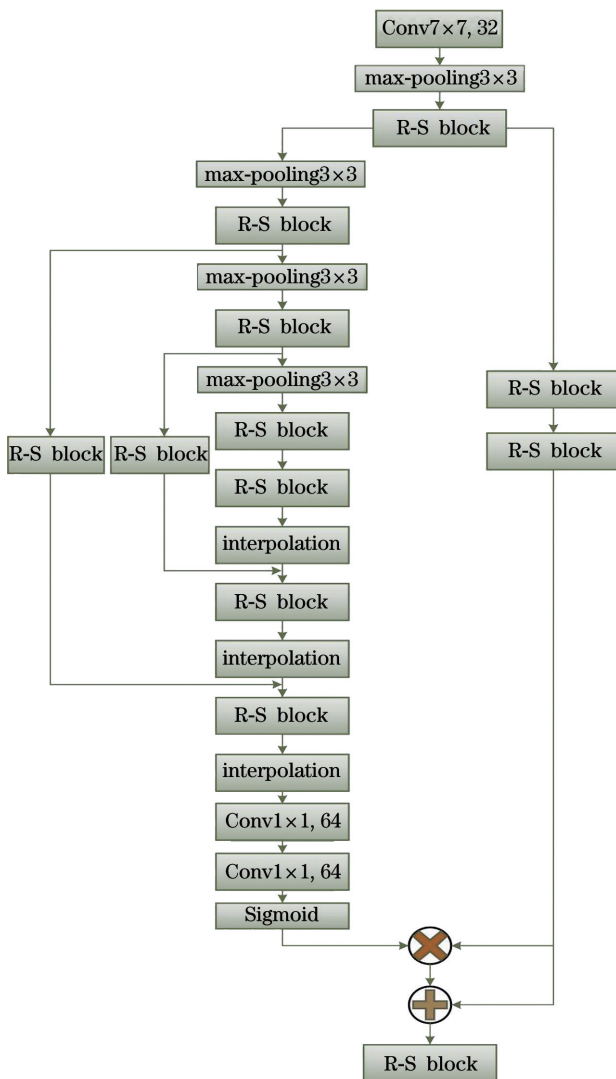 Conv7×7, 32
max-pooling3×3
R-S block
max-pooling3×3
R-S block
max-pooling3×3
R-S block
max-pooling3×3
R-S block
R-S block
R-S block
R-S block
R-S block
R-S block
interpolation
R-S block
interpolation
R-S block
interpolation
Conv1×1, 64
Conv1×1, 64
Sigmoid
R-S block